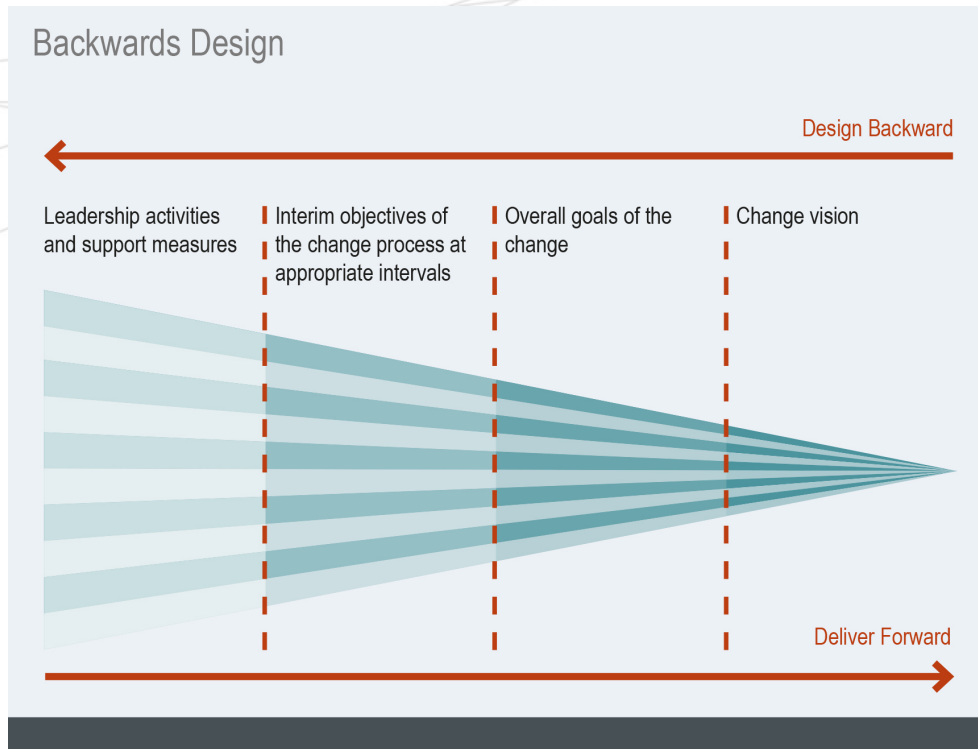 Backwards Design
Design Backward
Leadership activities
and support measures
Interim objectives of
the change process at
appropriate intervals
Overall goals of the
change
Change vision
Deliver Forward